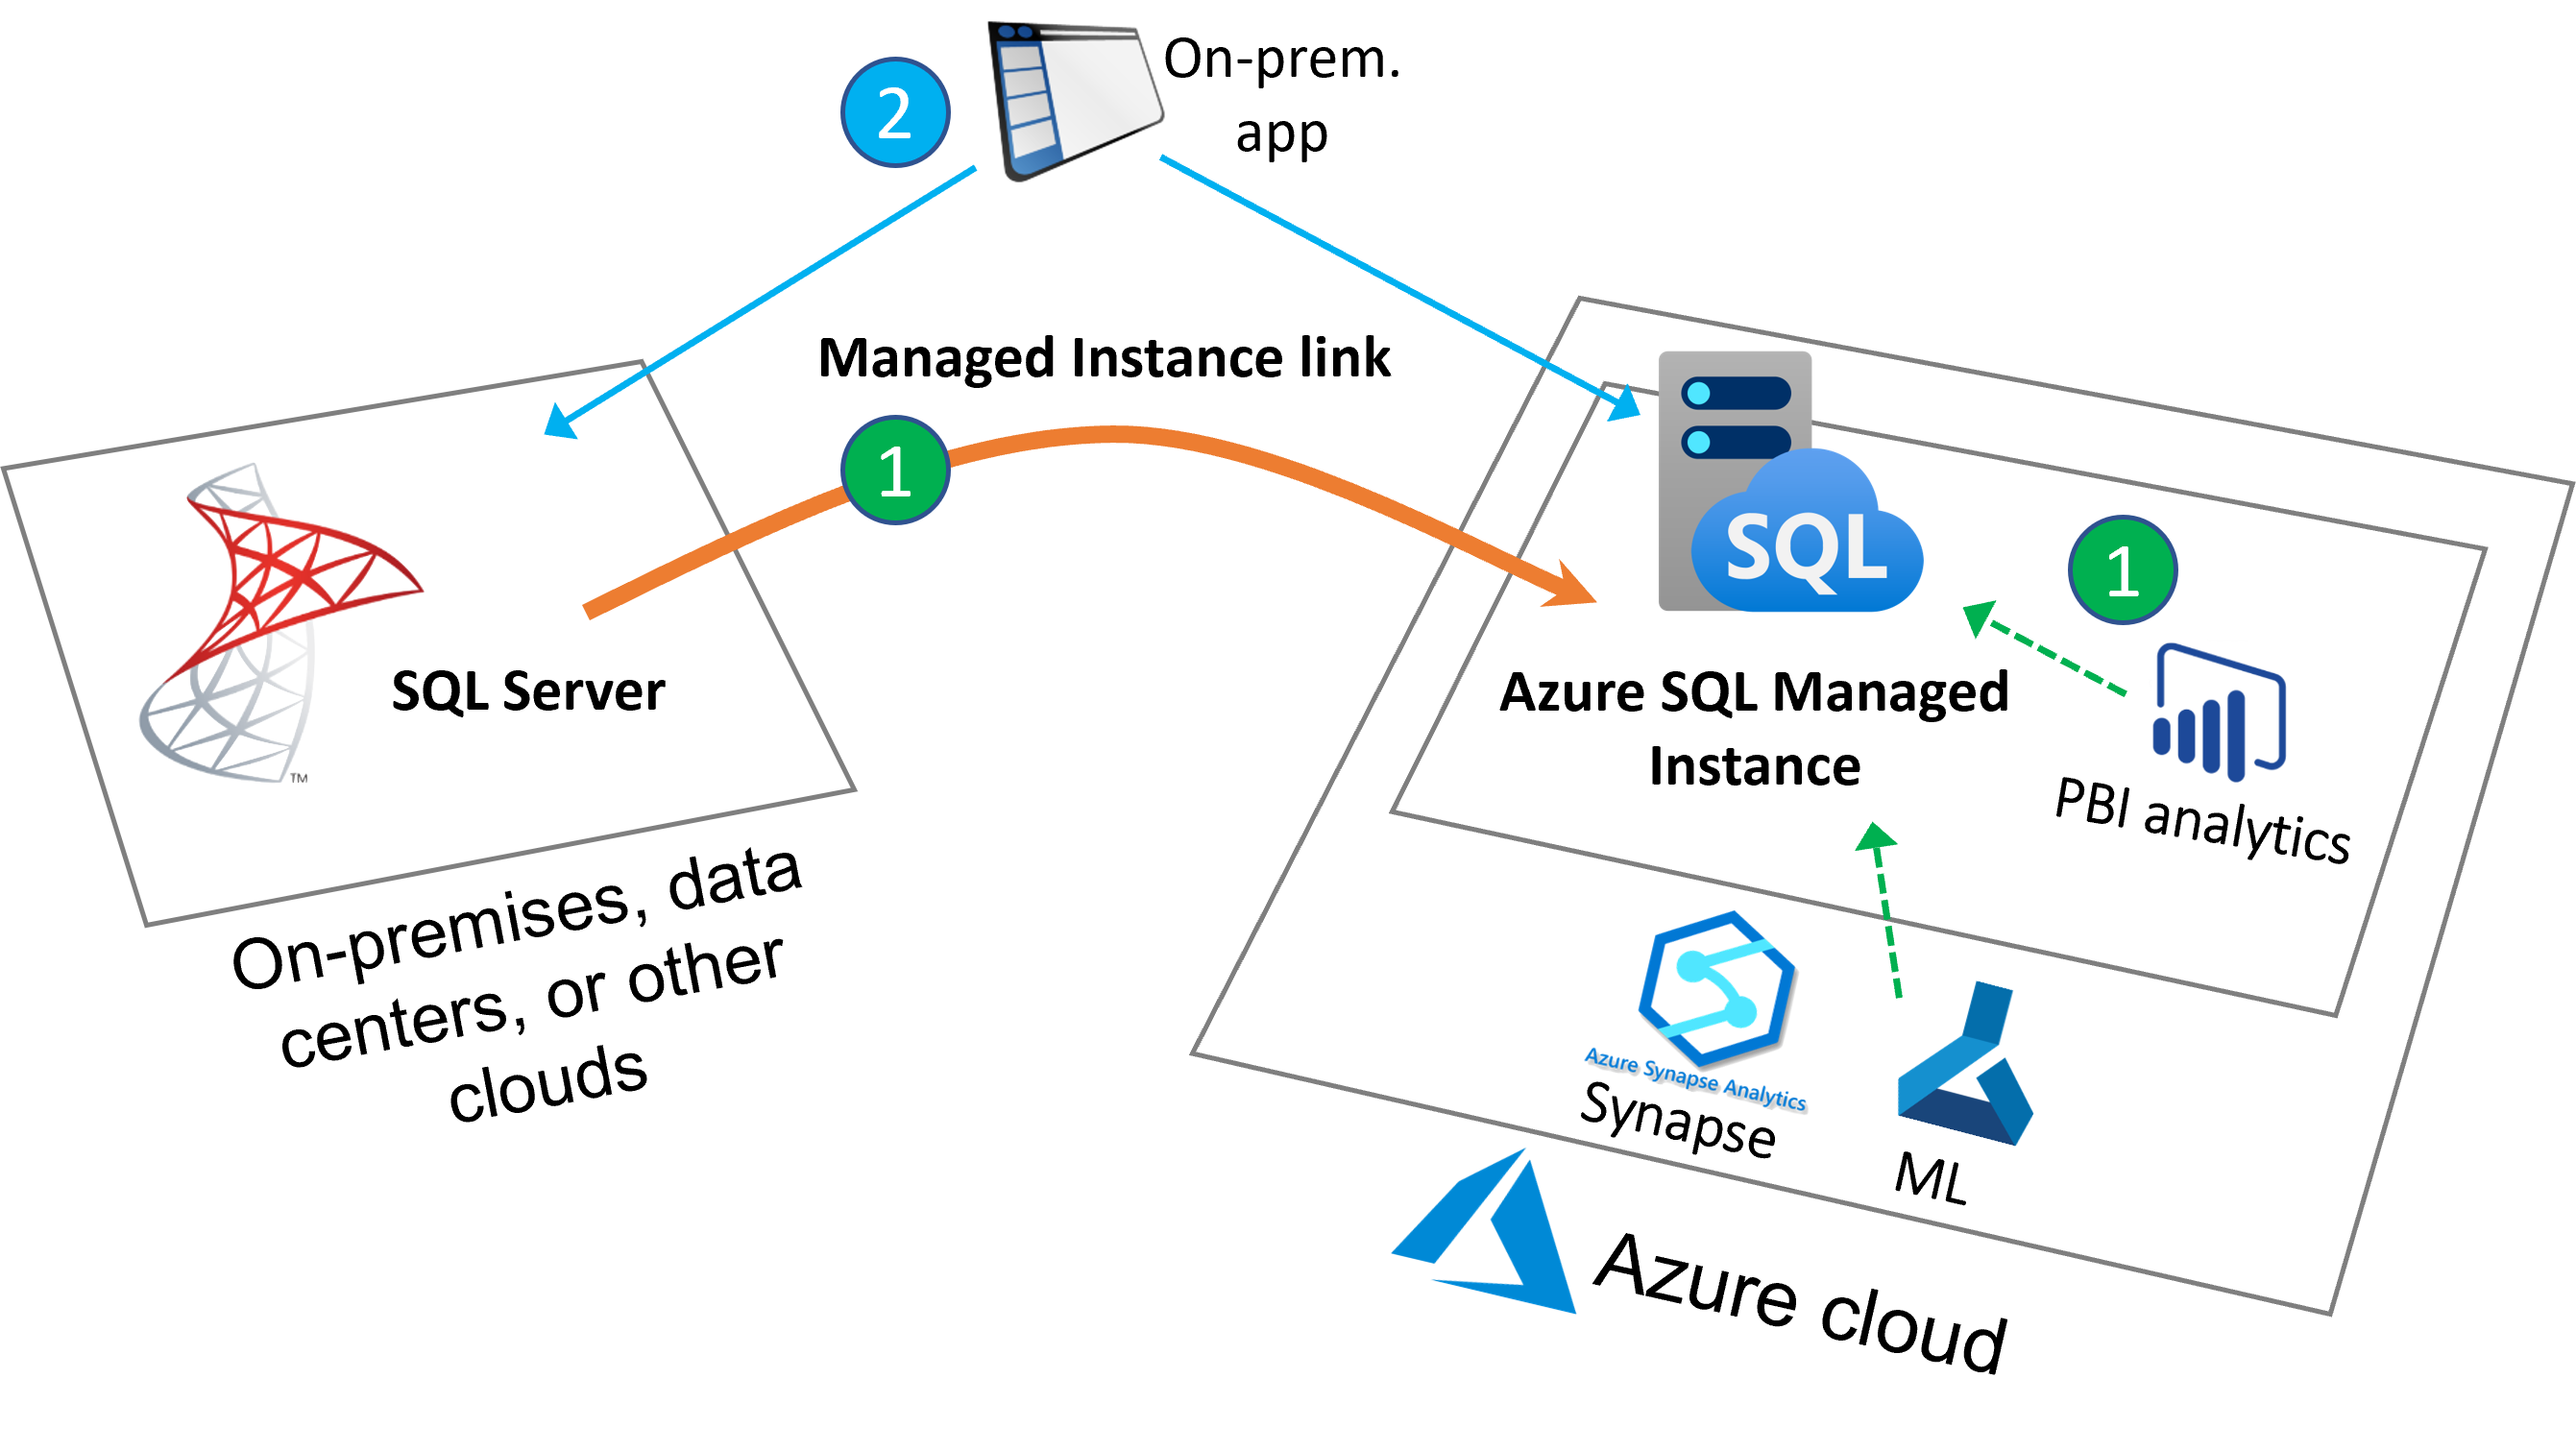 2
On-prem.
app
Managed Instance link
1
SQL
1
SQL Server
TM
Azure SQL Managed
Instance
PBI analytics
On-premises, data
centers, or other
clouds
Azure Synapse Analytics
Synapse
ML
Azure cloud